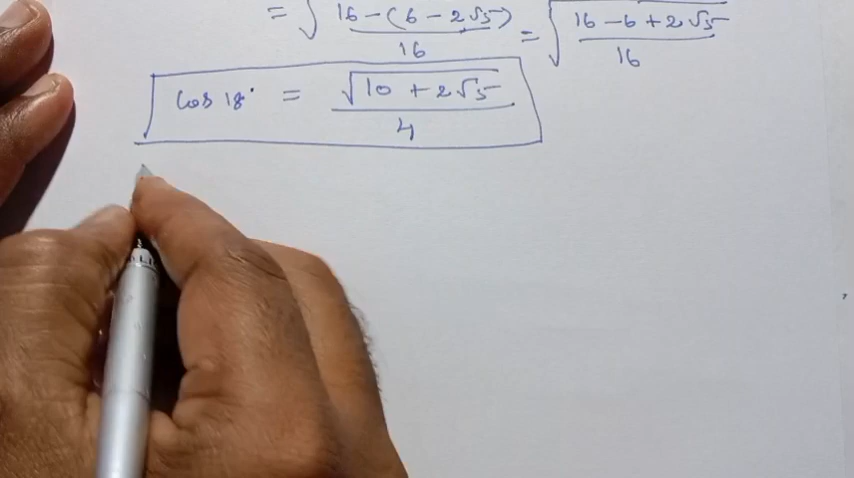 = √ 16 - (6 - 2√5) / 16 = √ 16 - 6 + 2√5 / 16
Cos 18° = √10 + 2√5 / 4